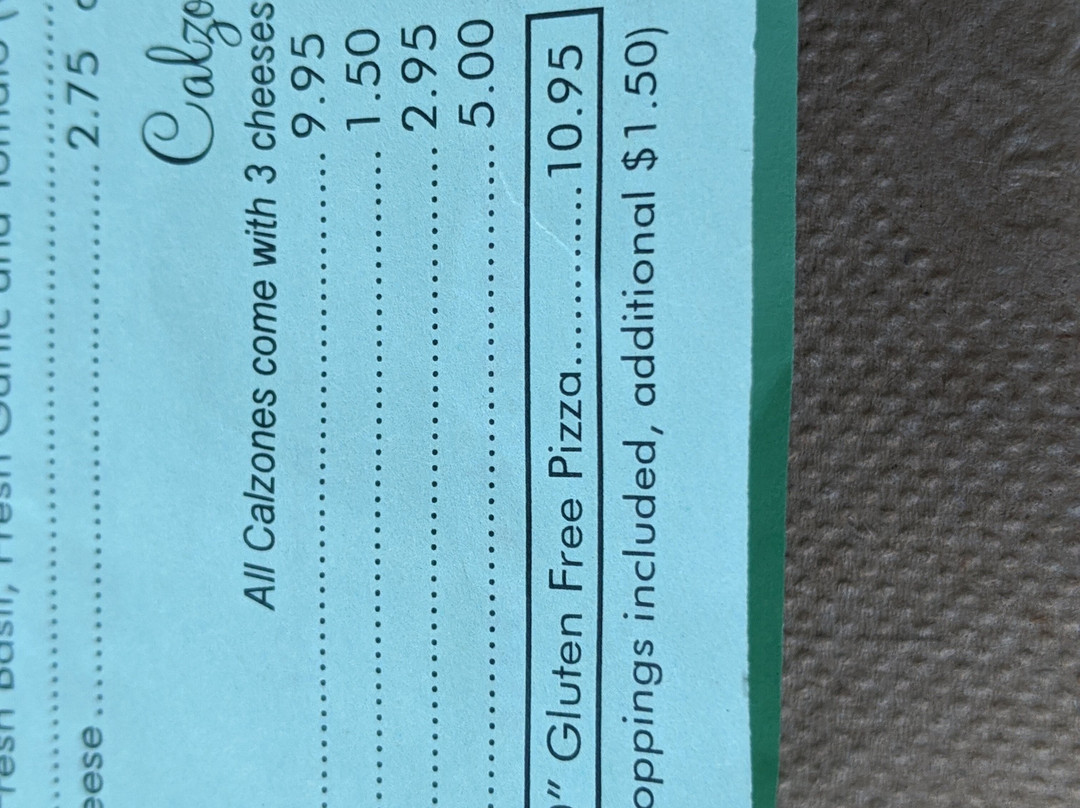 2.75
eese
Calzo
All Calzones come with 3 cheeses
9.95
1.50
2.95
5.00
" Gluten Free Pizza..............10.95
oppings included, additional $1.50)